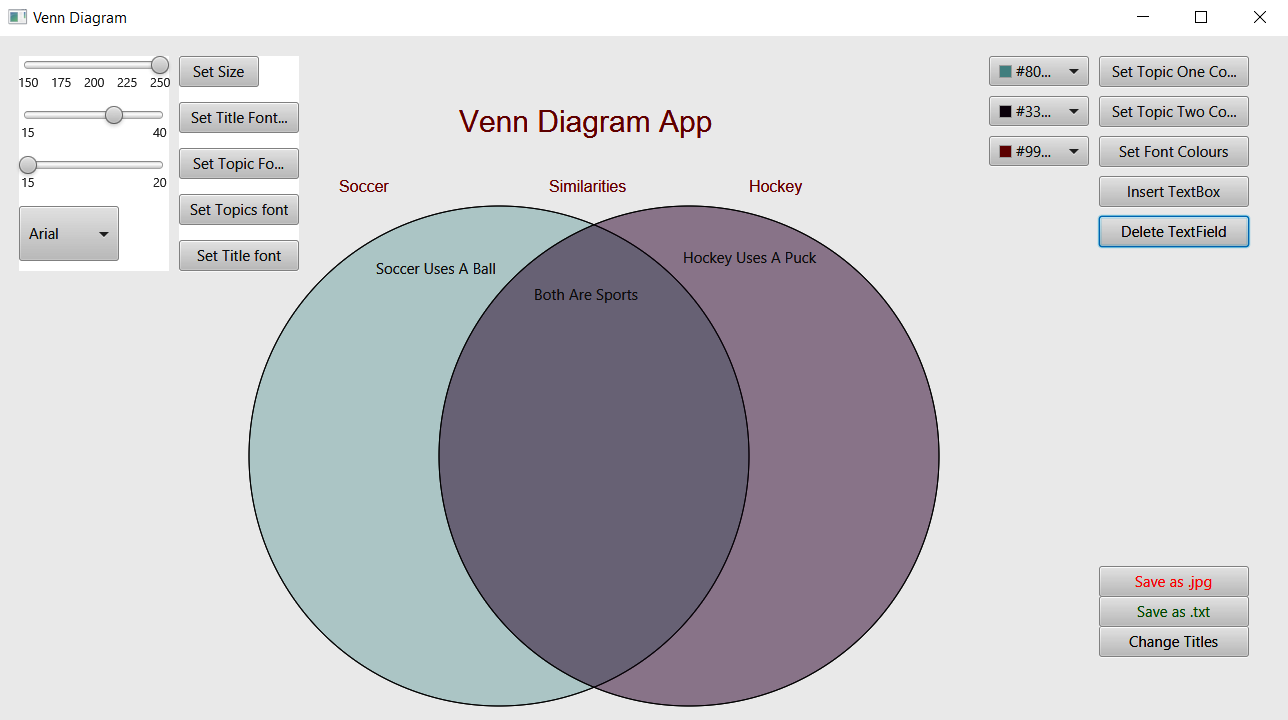 Venn Diagram
150 175 200 225 250
Set Size
15 40
Set Title Font...
15 20
Set Topic Fo...
Arial
Set Topics font
Set Title font
Venn Diagram App
Soccer Similarities Hockey
Soccer Uses A Ball
Both Are Sports
Hockey Uses A Puck
#80... Set Topic One Co...
#33... Set Topic Two Co...
#99... Set Font Colours
Insert TextBox
Delete TextField
Save as .jpg
Save as .txt
Change Titles